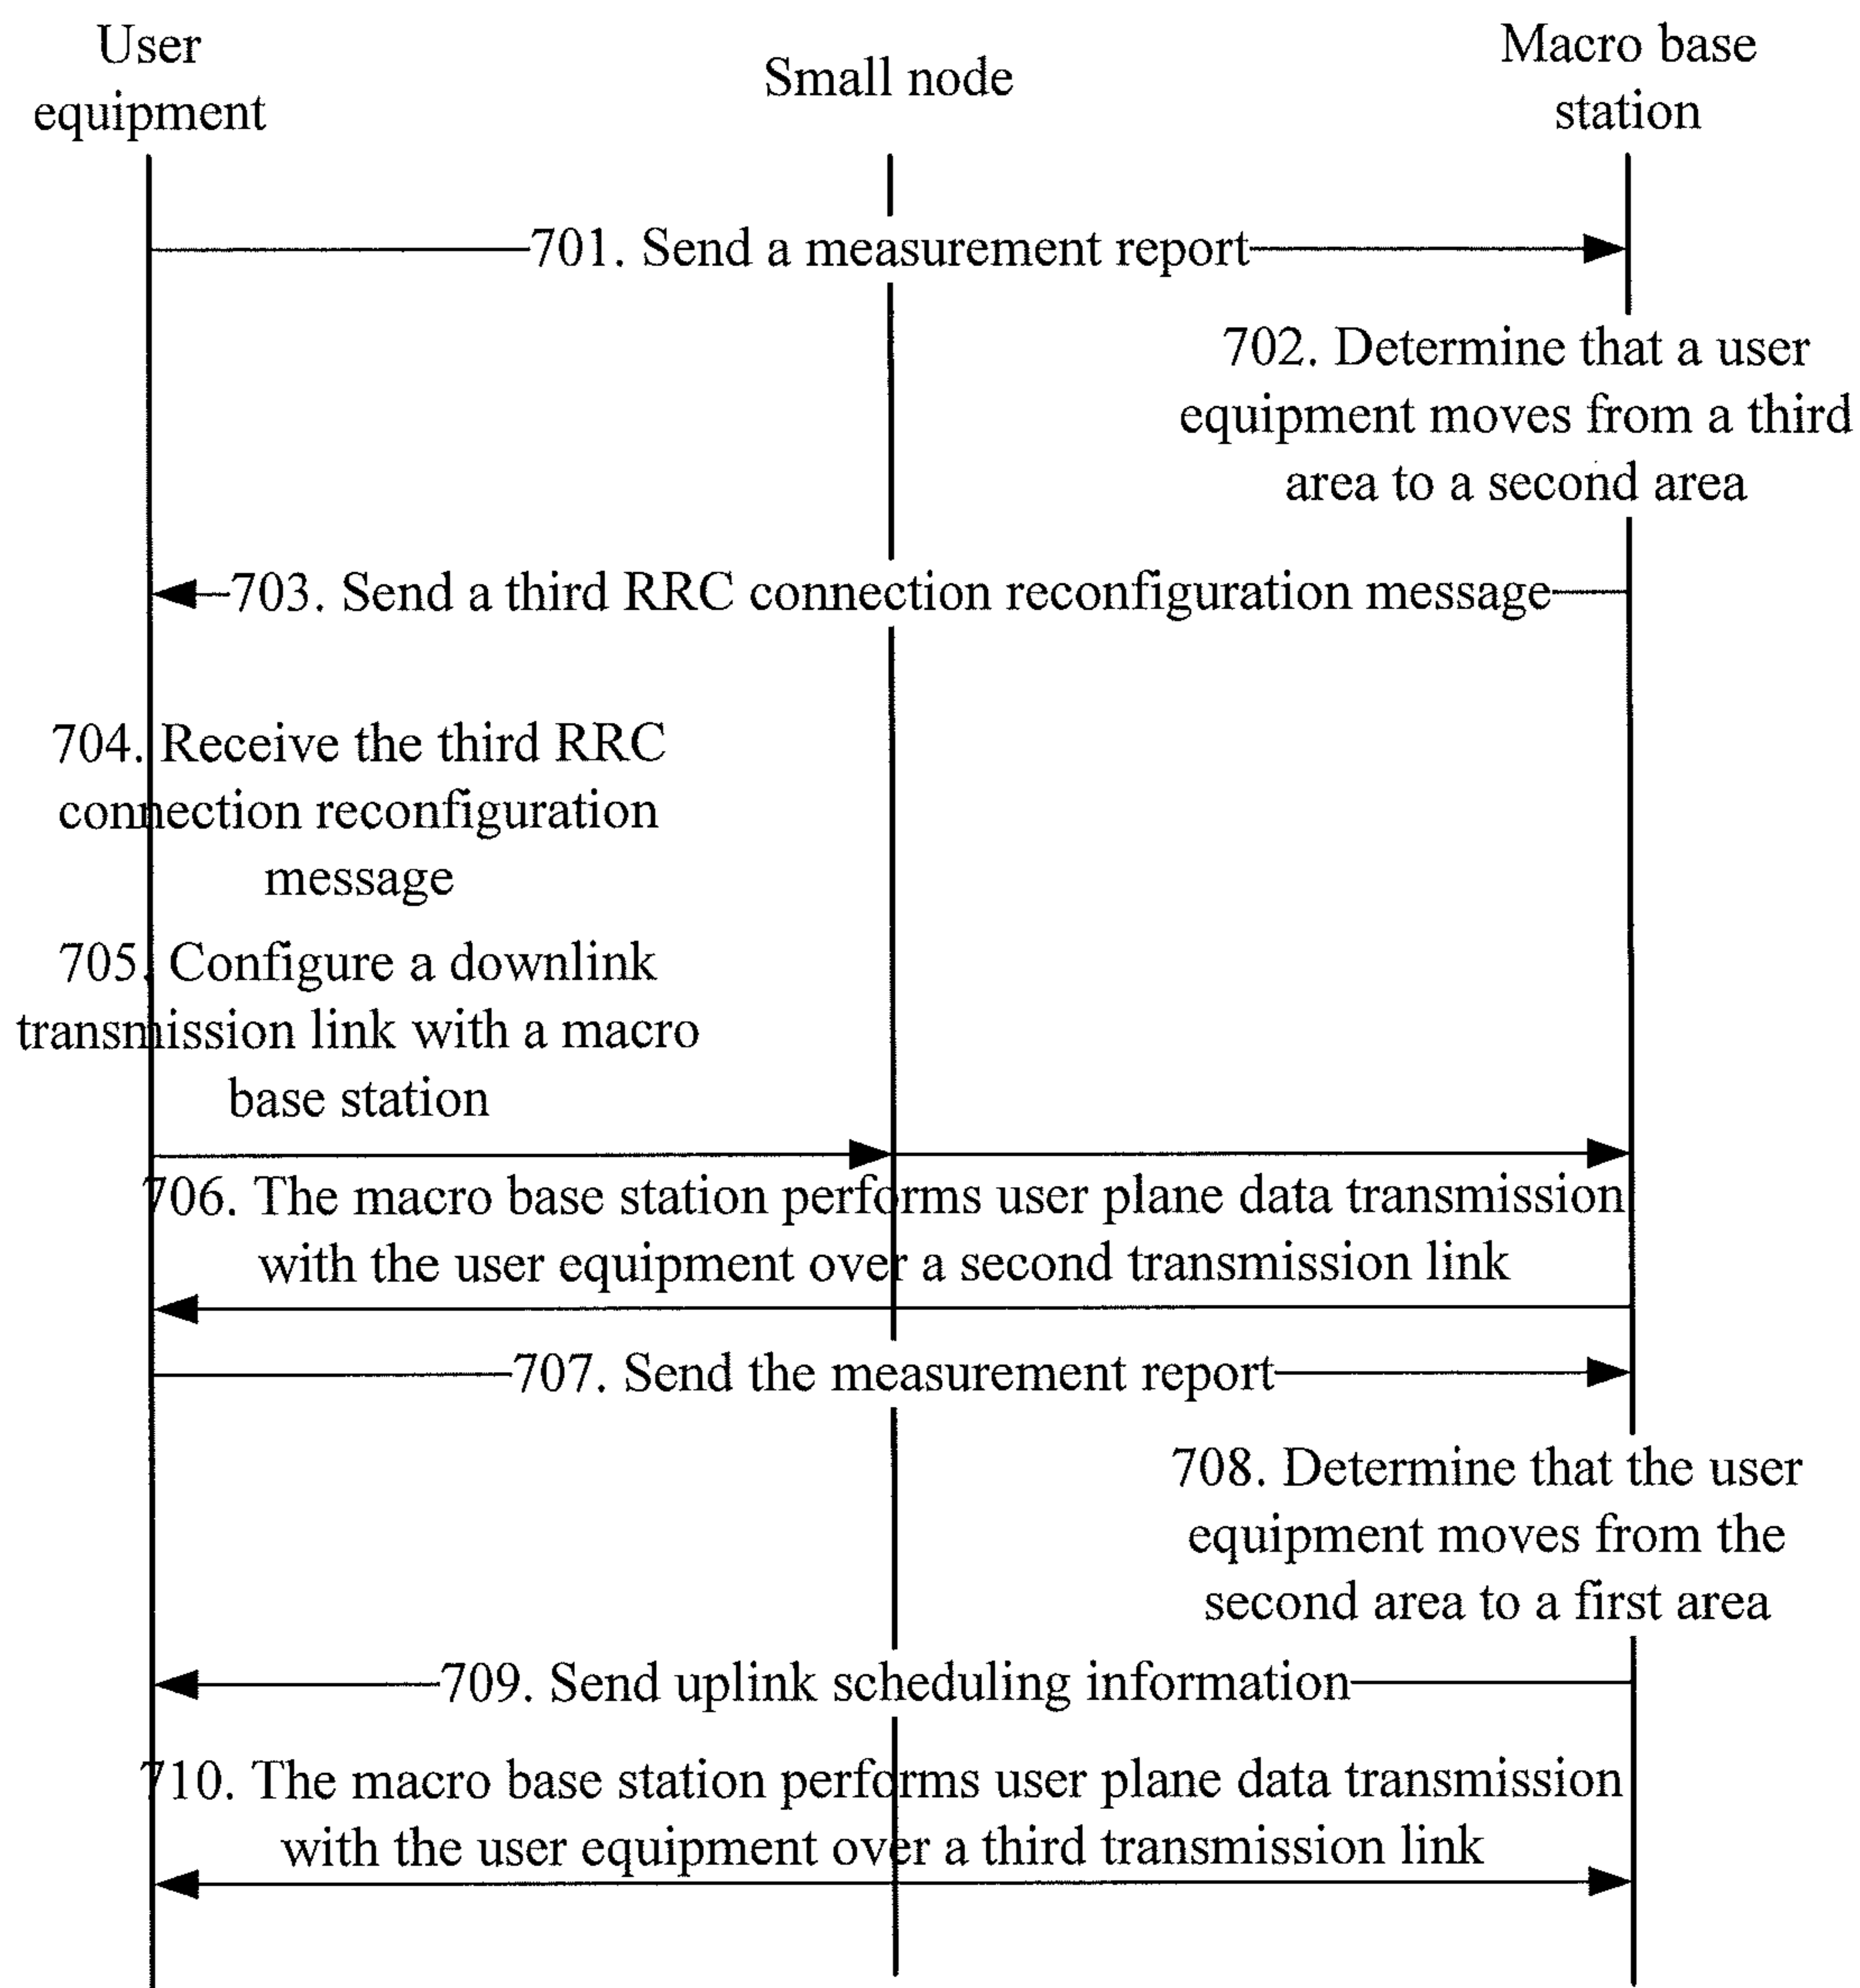 User
equipment
Small node
Macro base
station
701. Send a measurement report
702. Determine that a user
equipment moves from a third
area to a second area
703. Send a third RRC connection reconfiguration message
704. Receive the third RRC
connection reconfiguration
message
705. Configure a downlink
transmission link with a macro
base station
706. The macro base station performs user plane data transmission
with the user equipment over a second transmission link
707. Send the measurement report
708. Determine that the user
equipment moves from the
second area to a first area
709. Send uplink scheduling information
710. The macro base station performs user plane data transmission
with the user equipment over a third transmission link